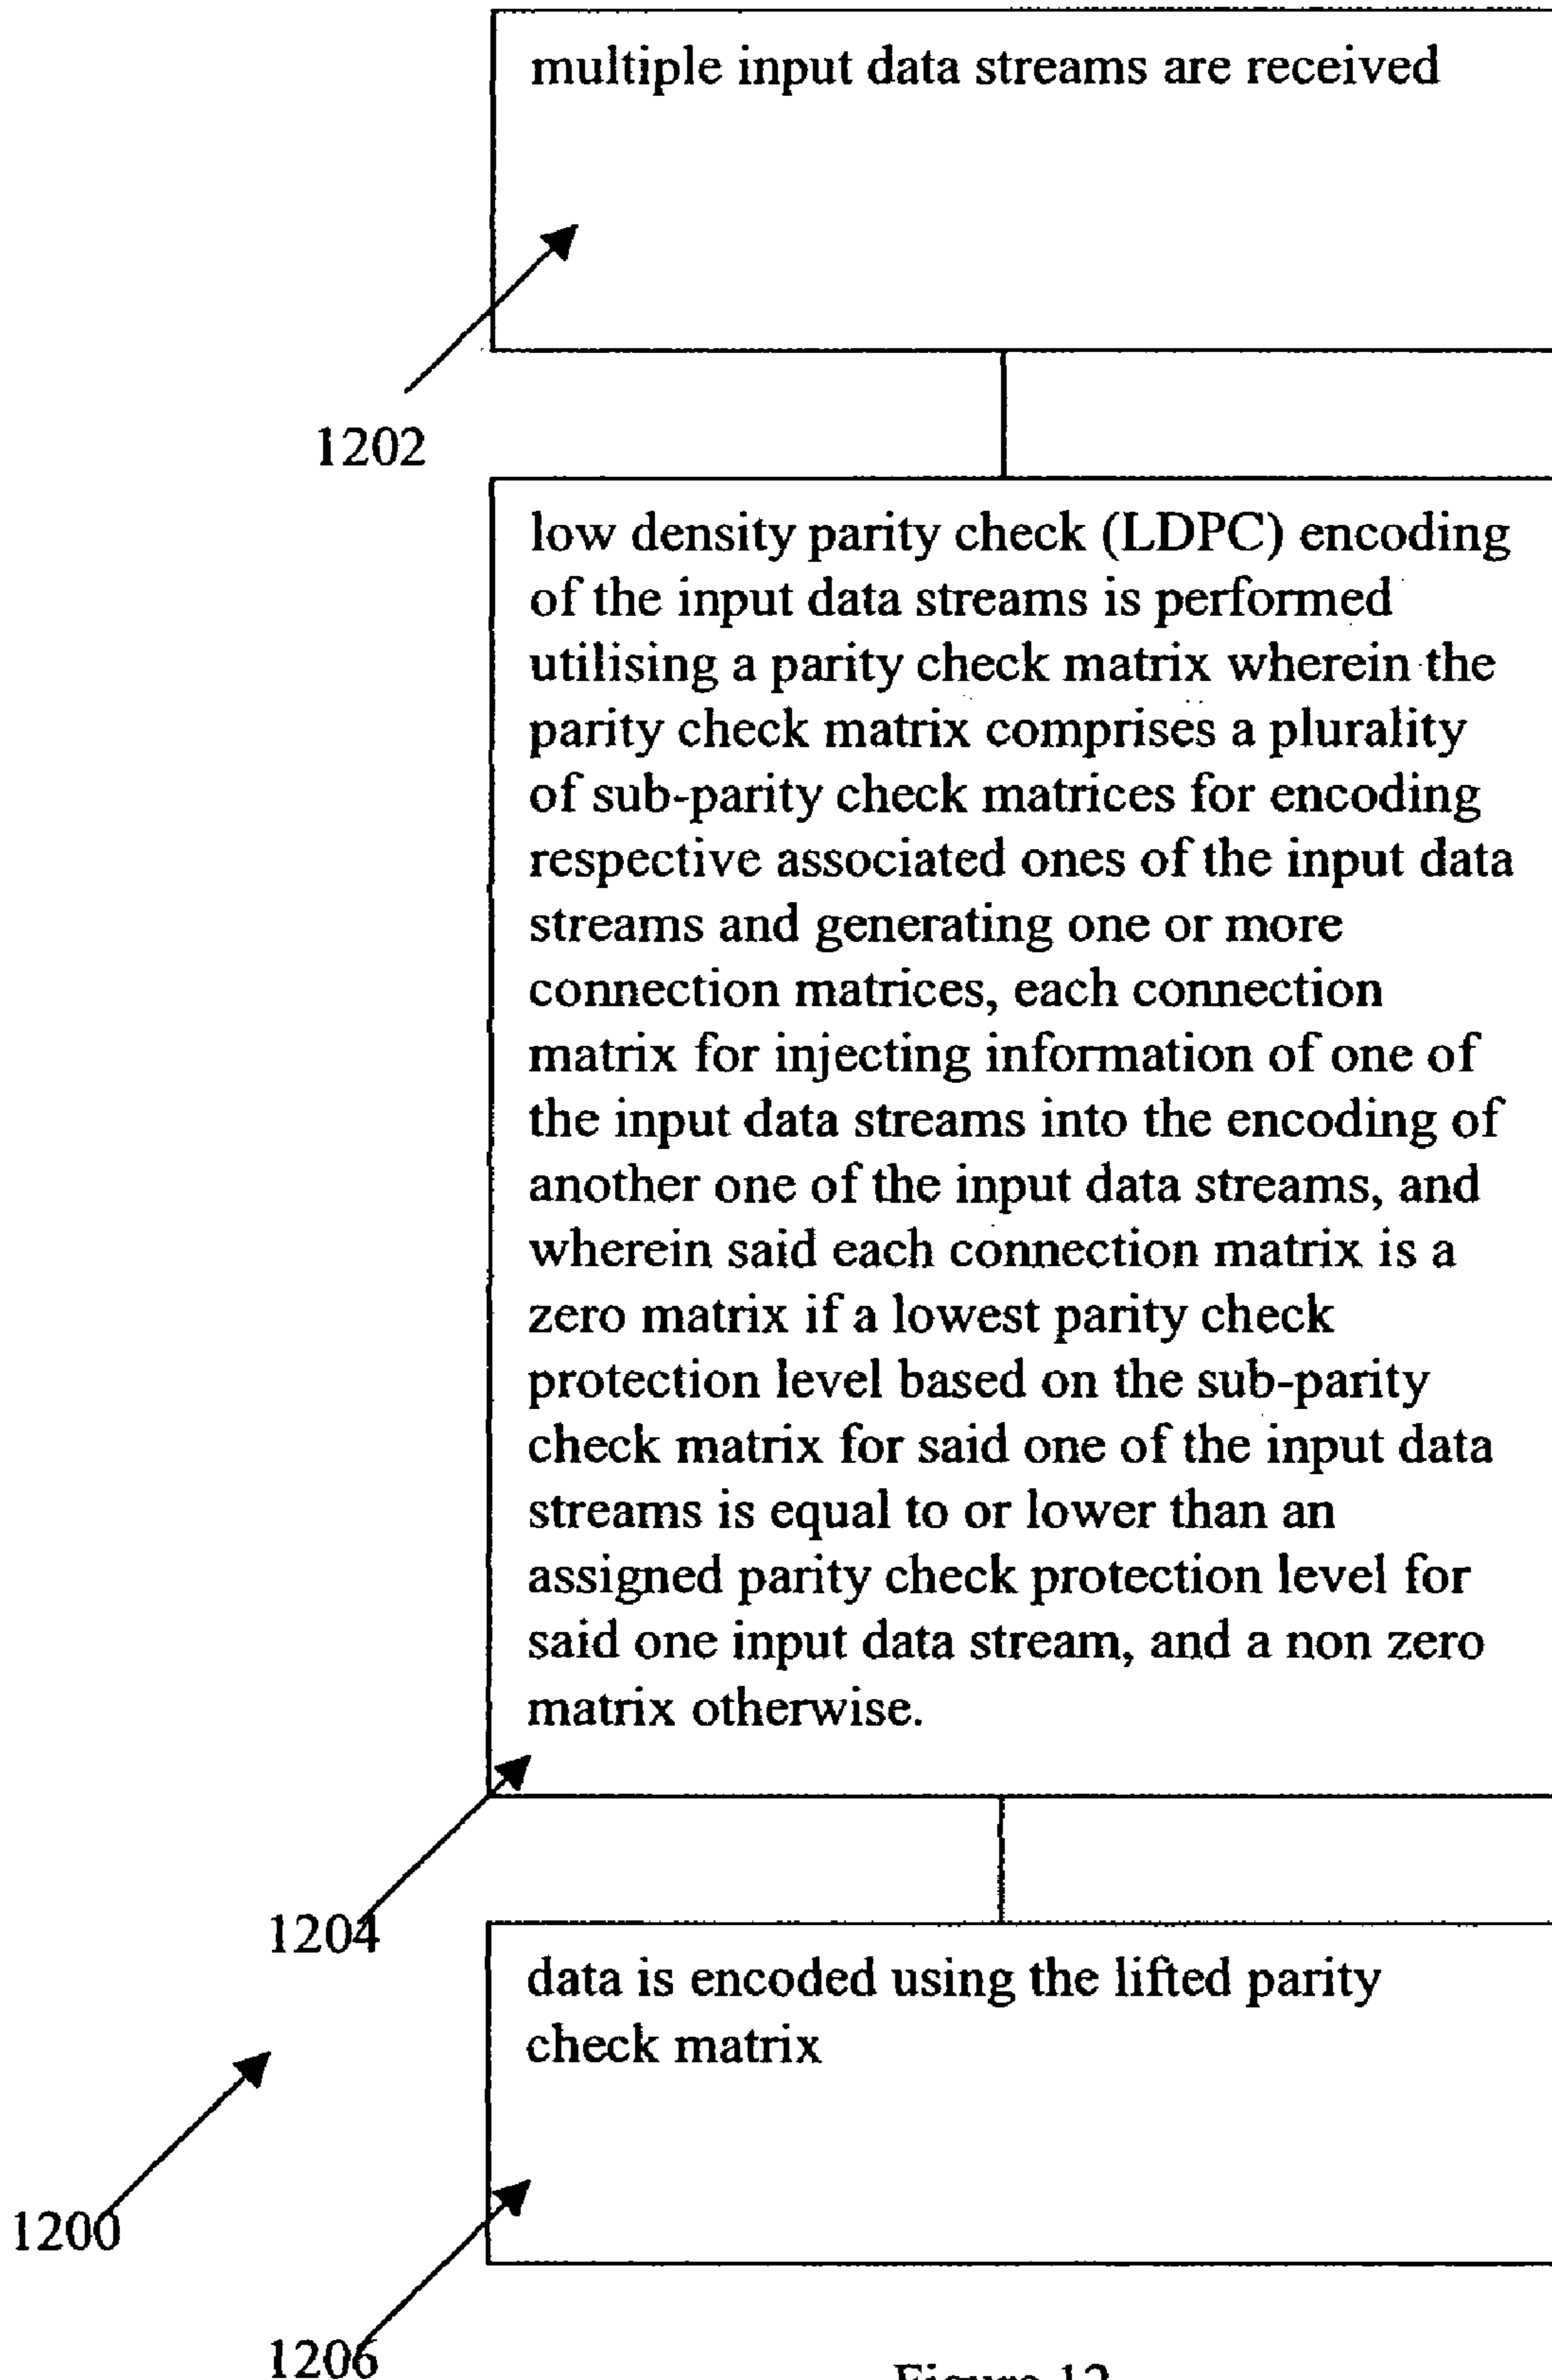 multiple input data streams are received
1202
low density parity check (LDPC) encoding
of the input data streams is performed
utilising a parity check matrix wherein the
parity check matrix comprises a plurality
of sub-parity check matrices for encoding
respective associated ones of the input data
streams and generating one or more
connection matrices, each connection
matrix for injecting information of one of
the input data streams into the encoding of
another one of the input data streams, and
wherein said each connection matrix is a
zero matrix if a lowest parity check
protection level based on the sub-parity
check matrix for said one of the input data
streams is equal to or lower than an
assigned parity check protection level for
said one input data stream, and a non zero
matrix otherwise.
1204
data is encoded using the lifted parity
check matrix
1200
1206
Figure 12